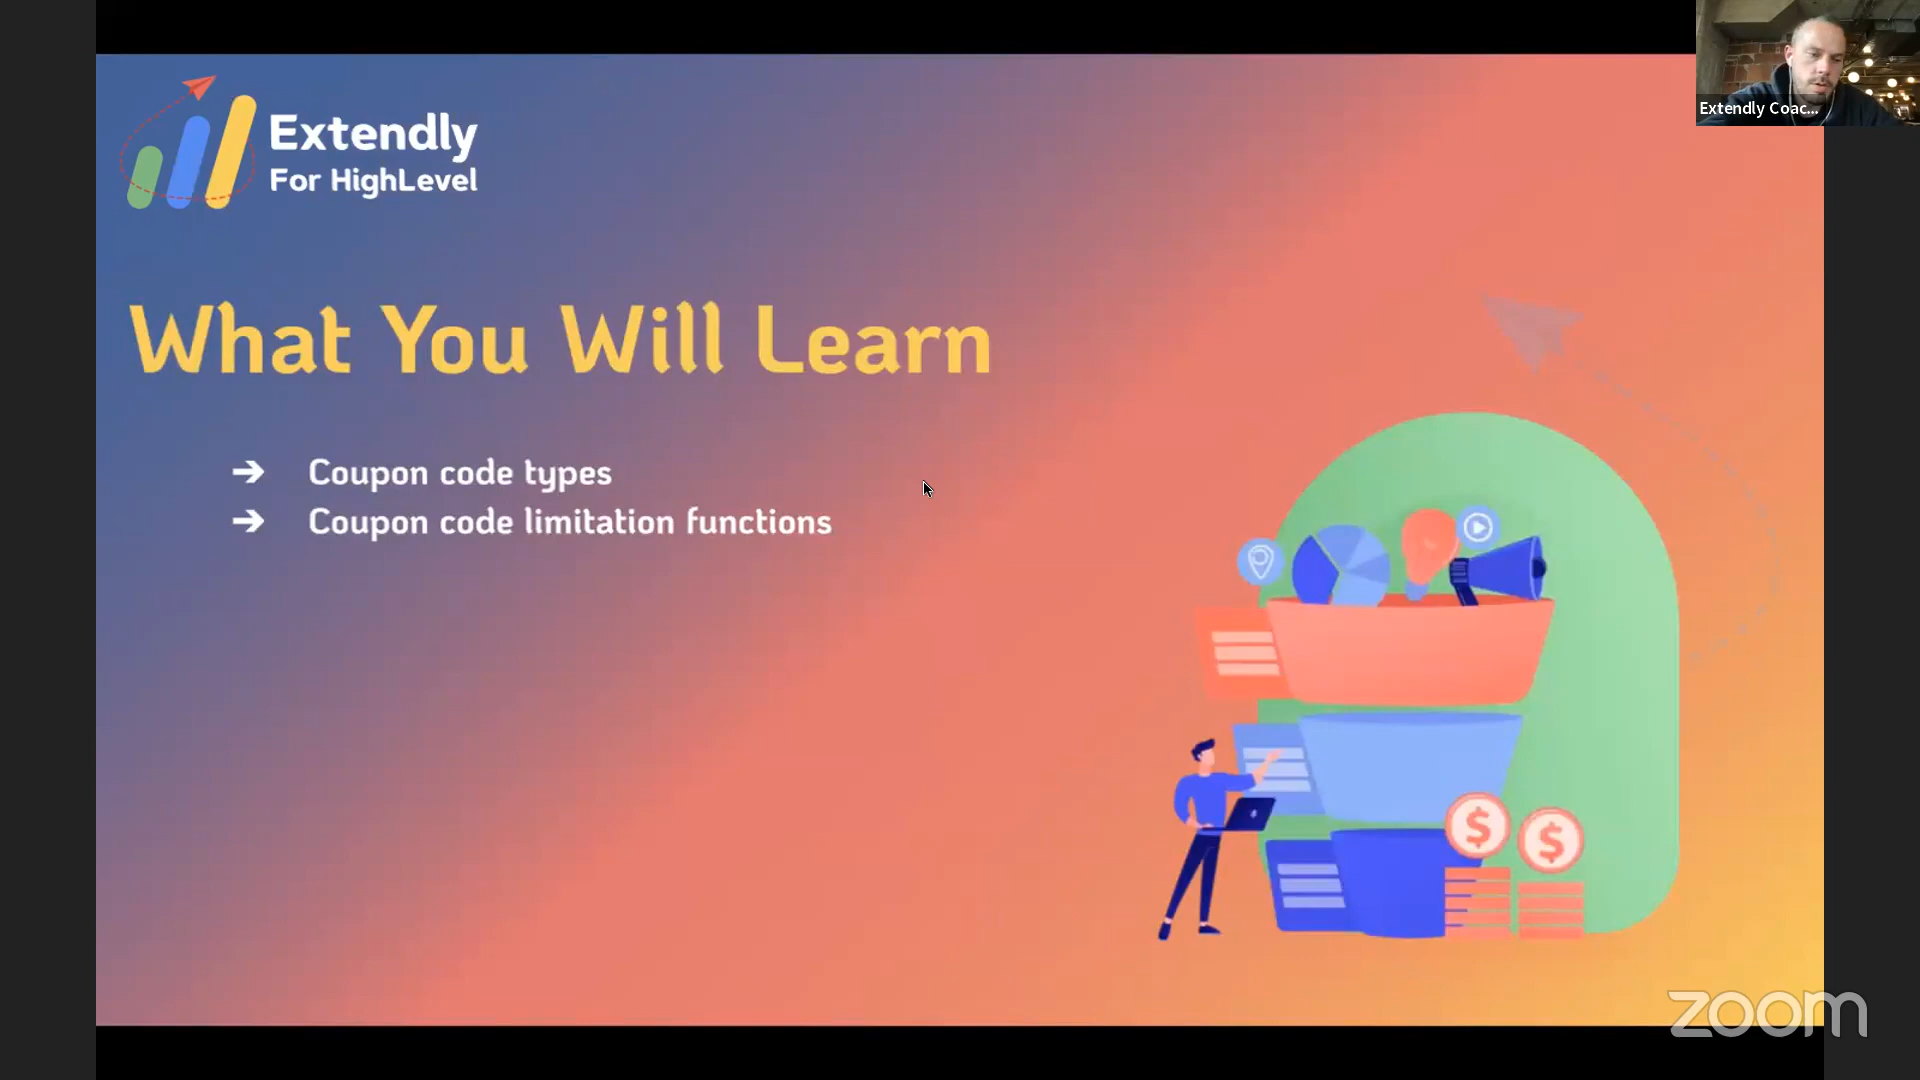 Extendly
For HighLevel
Extendly Coac...
What You Will Learn
➔ Coupon code types
➔ Coupon code limitation functions
$ $
zoom